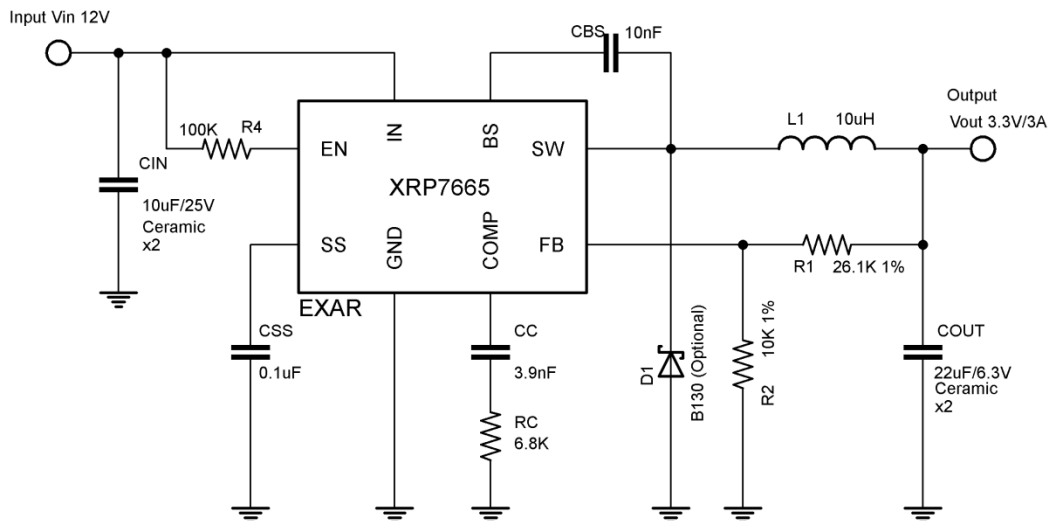 Input Vin 12V
CBS
10nF
Output
Vout 3.3V/3A
100K
R4
L1
10uH
EN
IN
BS
SW
CIN
XRP7665
10uF/25V
Ceramic
x2
SS
GND
COMP
FB
R1
26.1K 1%
EXAR
CSS
0.1uF
CC
3.9nF
RC
6.8K
D1
B130 (Optional)
10K 1%
R2
COUT
22uF/6.3V
Ceramic
x2